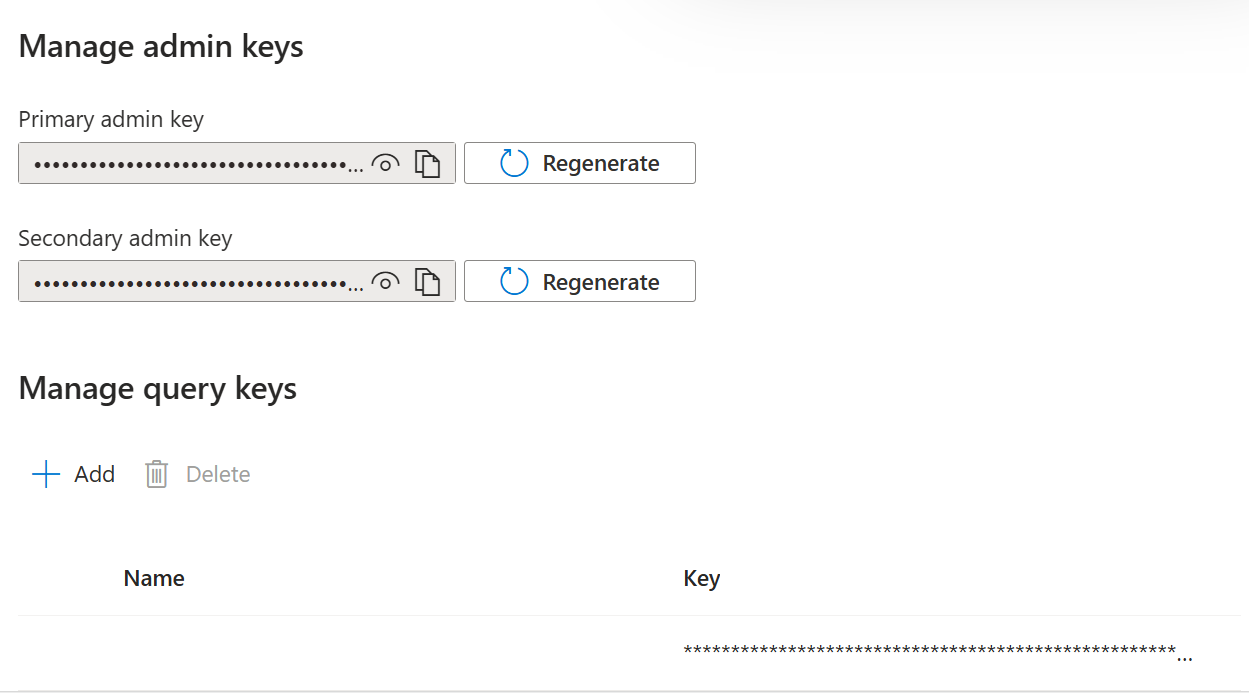 Manage admin keys
Primary admin key
••••••••••••••••••••••••••••••••••... Regenerate
Secondary admin key
••••••••••••••••••••••••••••••••••... Regenerate
Manage query keys
Add Delete
Name Key
****************************************************...